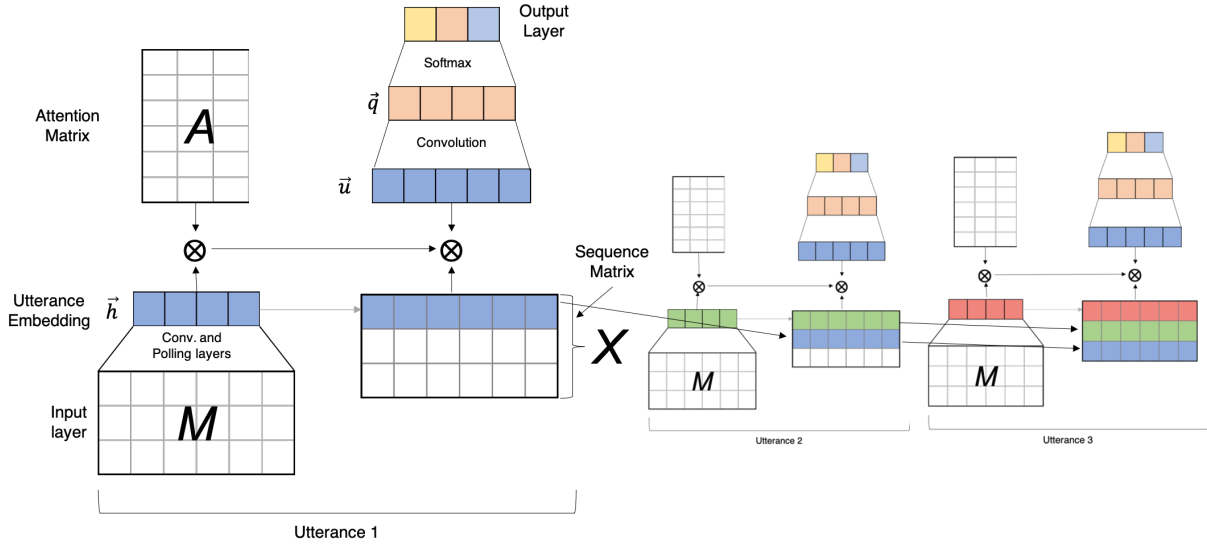 Output
Layer
Softmax
q⃗
Convolution
u⃗
Attention
Matrix
A
⊗
⊗
Sequence
Matrix
Utterance
Embedding
h⃗
Conv. and
Polling layers
X
Input
layer
M
Utterance 1
⊗
⊗
M
Utterance 2
⊗
⊗
M
Utterance 3